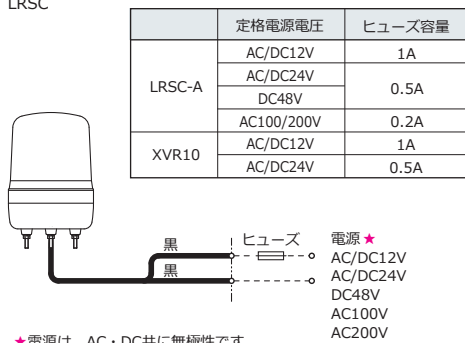 LRSC
定格電源電圧 ヒューズ容量
LRSC-A AC/DC12V 1A
AC/DC24V 0.5A
DC48V
AC100/200V 0.2A
XVR10 AC/DC12V 1A
AC/DC24V 0.5A
黒 ヒューズ 電源★
黒
AC/DC12V
AC/DC24V
DC48V
AC100V
AC200V
★電源は、AC・DC共に無極性です